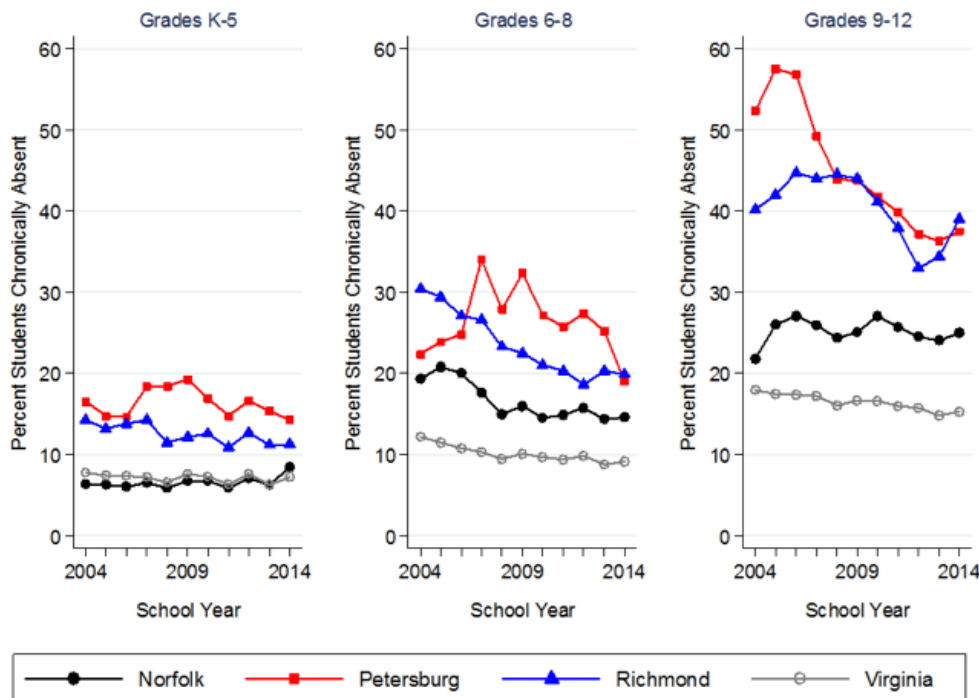 Grades K-5
Grades 6-8
Grades 9-12
Percent Students Chronically Absent
60
50
40
30
20
10
0
2004 2009 2014
School Year
Percent Students Chronically Absent
60
50
40
30
20
10
0
2004 2009 2014
School Year
Percent Students Chronically Absent
60
50
40
30
20
10
0
2004 2009 2014
School Year
Norfolk Petersburg Richmond Virginia